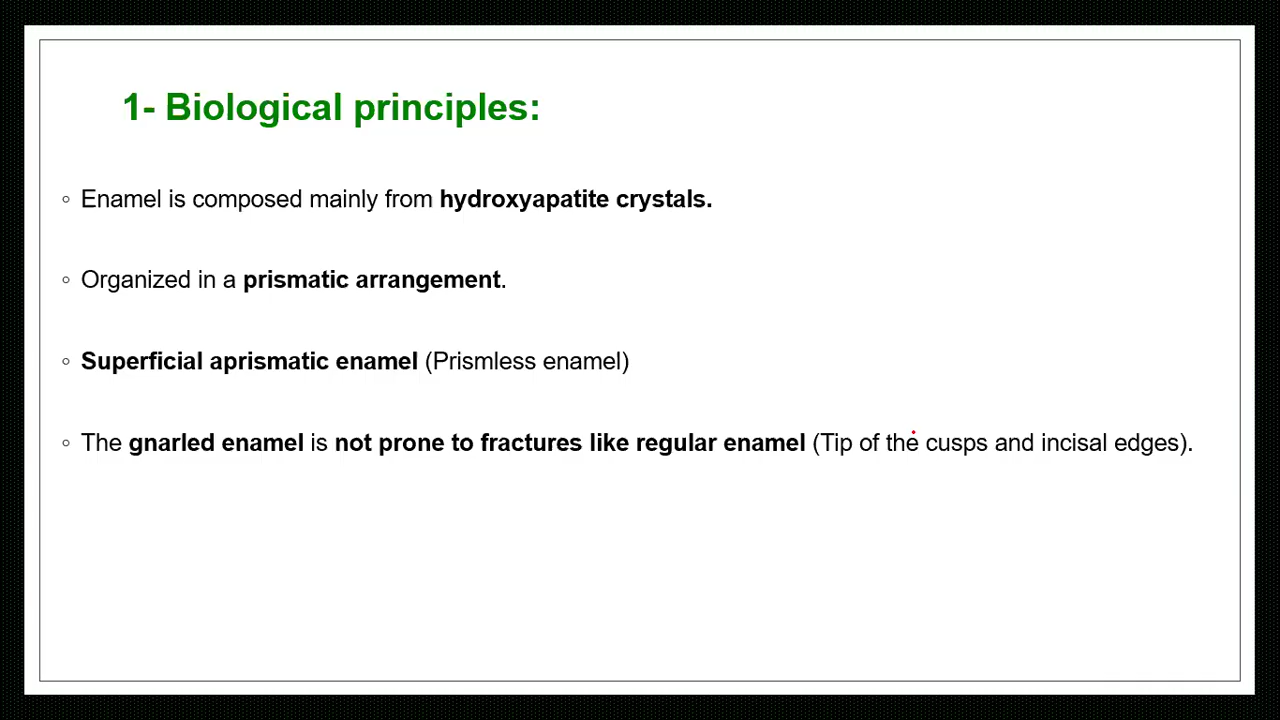 1- Biological principles:
◦ Enamel is composed mainly from hydroxyapatite crystals.
◦ Organized in a prismatic arrangement.
◦ Superficial aprismatic enamel (Prismless enamel)
◦ The gnarled enamel is not prone to fractures like regular enamel (Tip of the cusps and incisal edges).